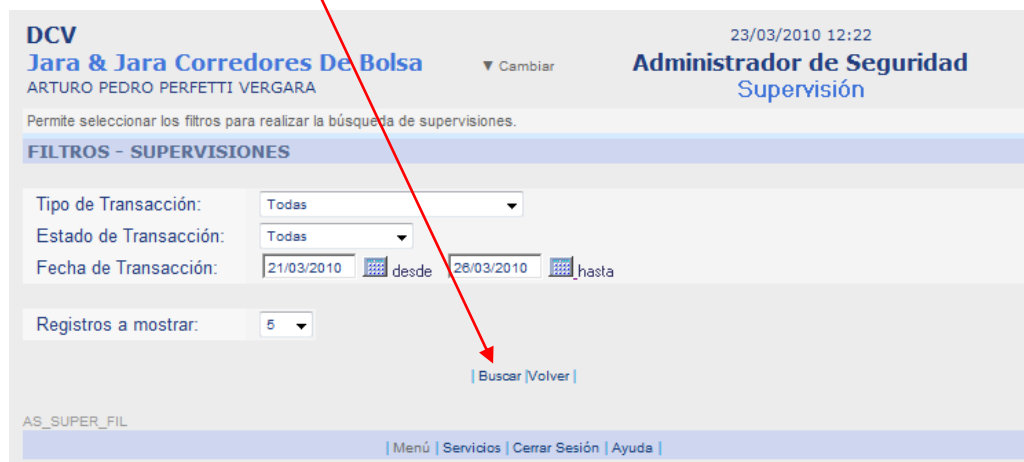 DCV
23/03/2010 12:22
Jara & Jara Corredores De Bolsa ▼ Cambiar Administrador de Seguridad
ARTURO PEDRO PERFETTI VERGARA Supervisión
Permite seleccionar los filtros para realizar la búsqueda de supervisiones.
FILTROS - SUPERVISIONES
Tipo de Transacción: Todas
Estado de Transacción: Todas
Fecha de Transacción: 21/03/2010 desde 26/03/2010 hasta
Registros a mostrar: 5
| Buscar |Volver |
AS_SUPER_FIL
| Menú | Servicios | Cerrar Sesión | Ayuda |